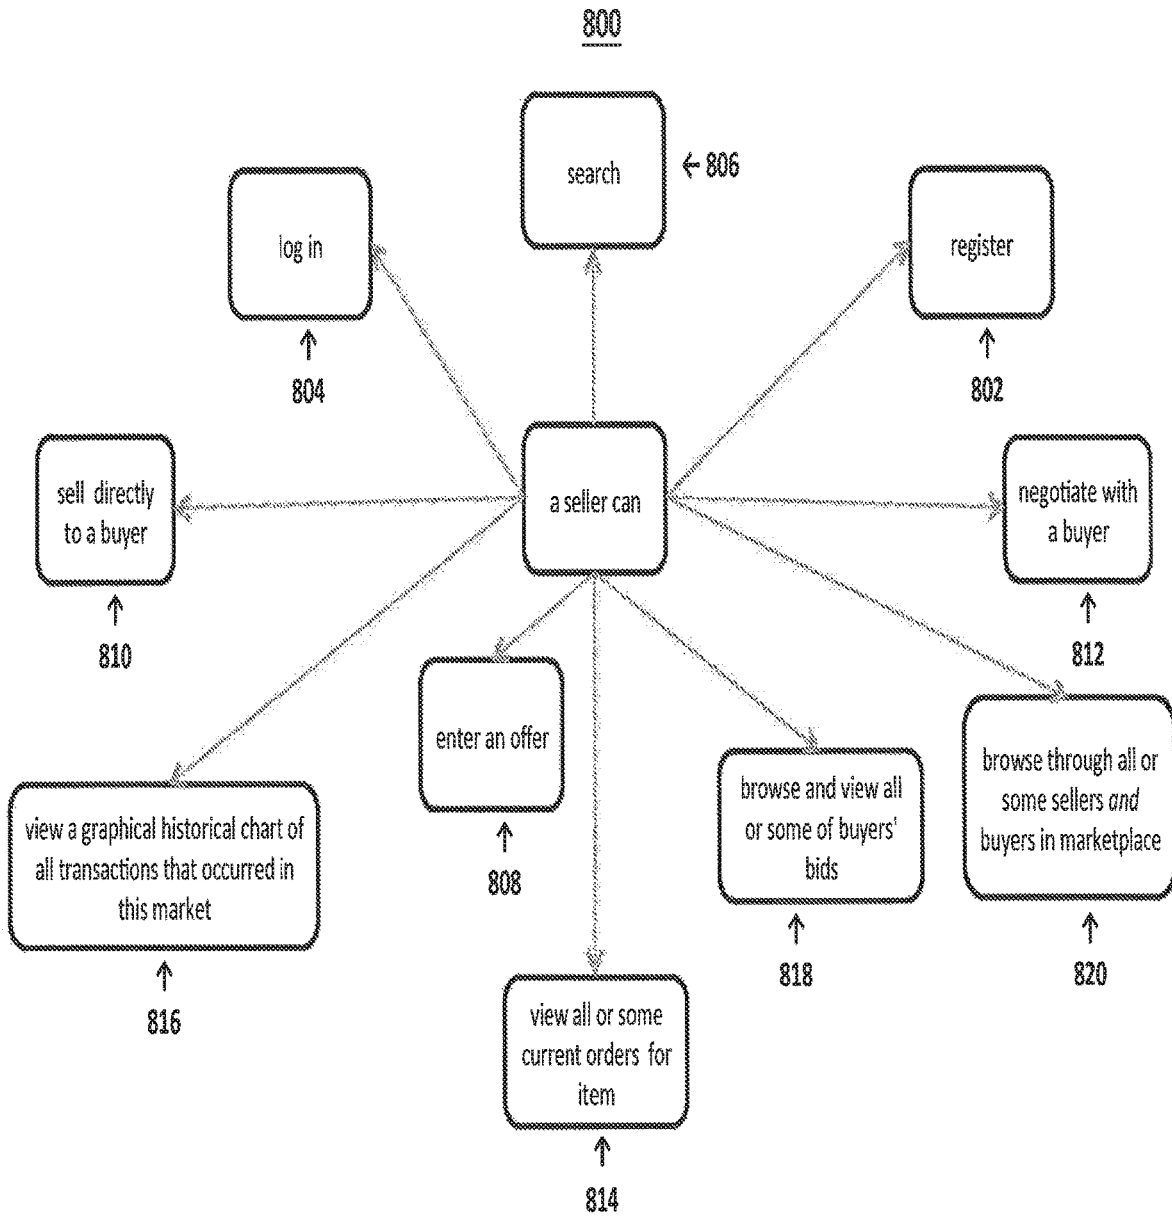 800
search
← 806
log in
register
↑
804
↑
802
sell directly
to a buyer
a seller can
negotiate with
a buyer
↑
810
↑
812
enter an offer
browse and view all
or some of buyers'
bids
browse through all or
some sellers and
buyers in marketplace
view a graphical historical chart of
all transactions that occurred in
this market
↑
808
↑
818
↑
820
↑
816
view all or some
current orders for
item
↑
814